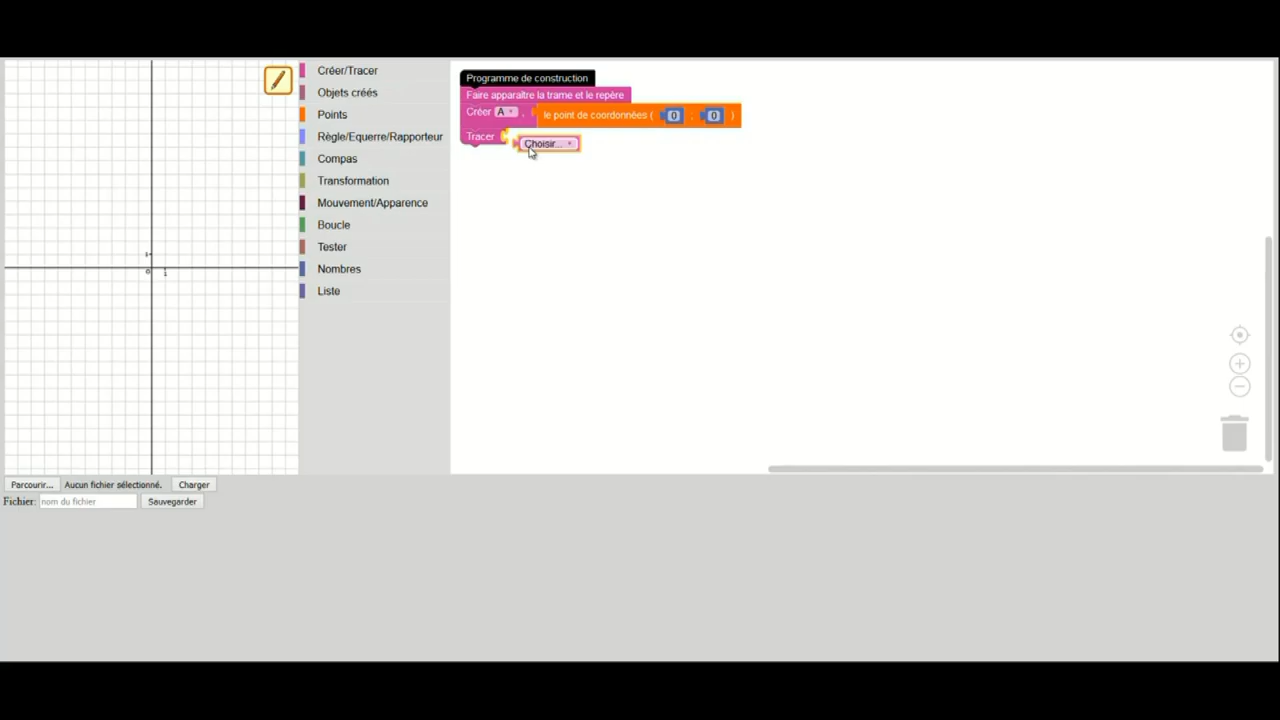 Créer/Tracer
Objets créés
Points
Règle/Equerre/Rapporteur
Compas
Transformation
Mouvement/Apparence
Boucle
Tester
Nombres
Liste
Programme de construction
Faire apparaître la trame et le repère
Créer A , le point de coordonnées ( 0 ; 0 )
Tracer Choisir...
1
0 1
Parcourir... Aucun fichier sélectionné. Charger
Fichier: nom du fichier Sauvegarder